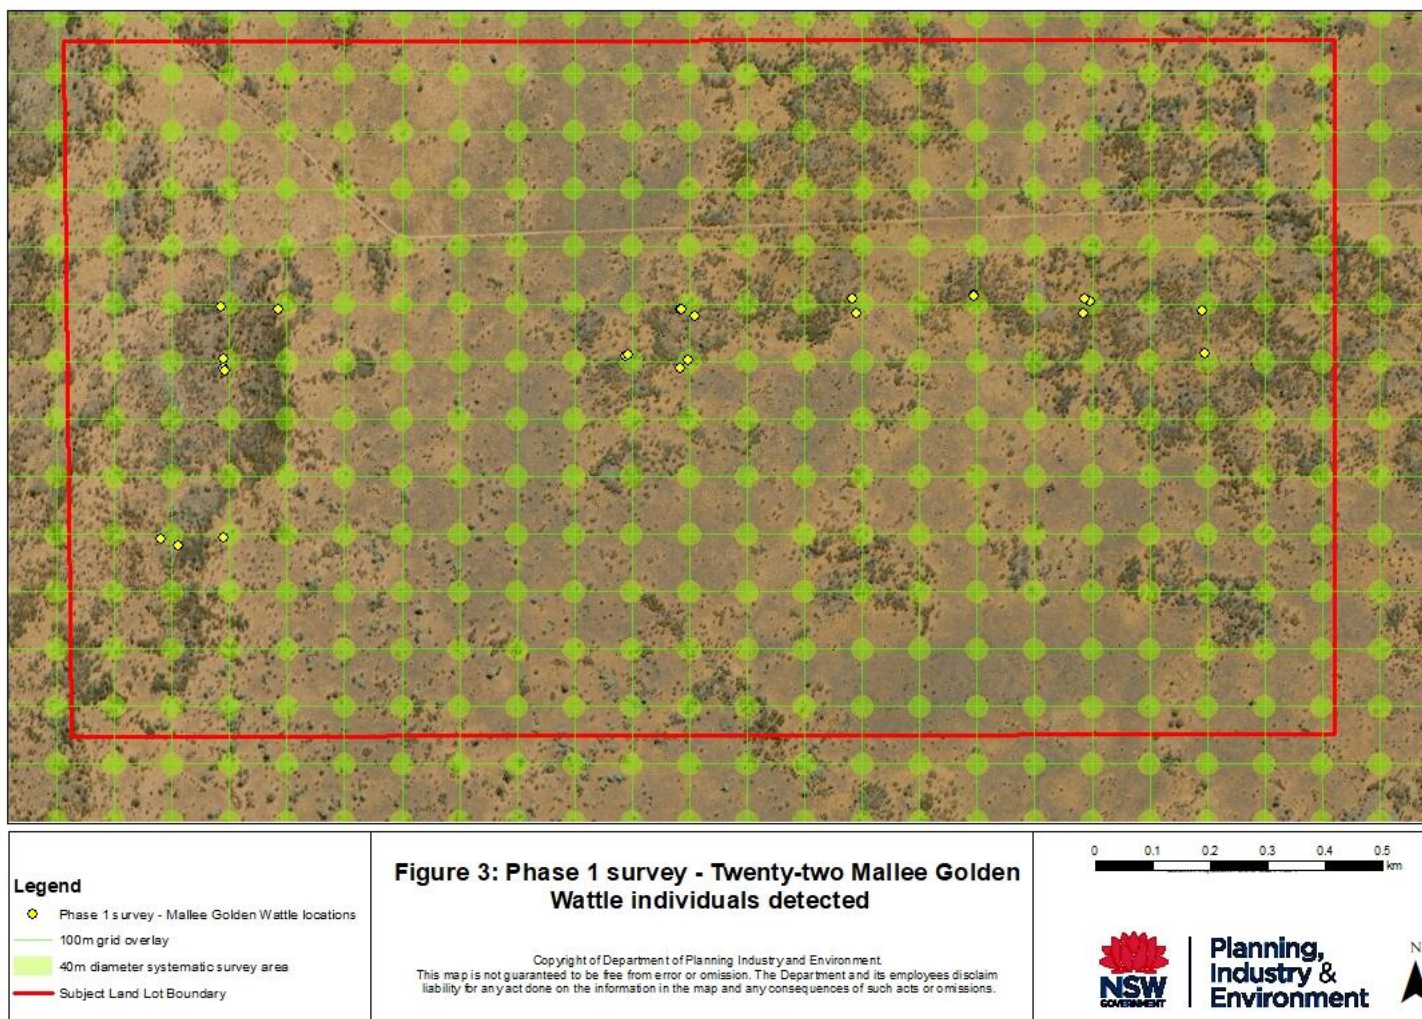 Legend
Phase 1 survey - Mallee Golden Wattle locations
100m grid overlay
40m diameter systematic survey area
Subject Land Lot Boundary
Figure 3: Phase 1 survey - Twenty-two Mallee Golden
Wattle individuals detected
Copyright of Department of Planning Industry and Environment.
This map is not guaranteed to be free from error or omission. The Department and its employees disclaim
liability for any act done on the information in the map and any consequences of such acts or omissions.
0 0.1 0.2 0.3 0.4 0.5
km
NSW
GOVERNMENT
Planning,
Industry &
Environment
N